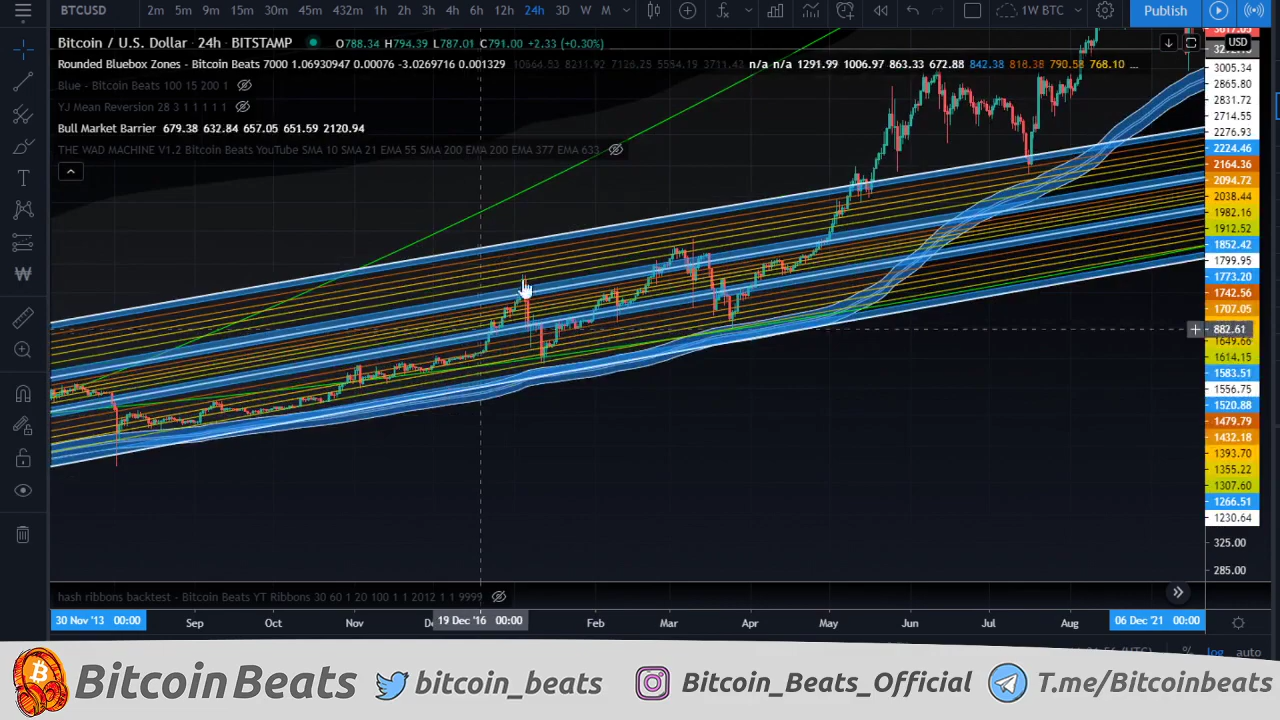 BTCUSD 2m 5m 9m 15m 30m 45m 432m 1h 2h 3h 4h 6h 12h 24h 3D W M 1W BTC Publish
Bitcoin / U.S. Dollar · 24h · BITSTAMP O788.34 H794.39 L787.01 C791.00 +2.33 (+0.30%)
USD
Rounded Bluebox Zones - Bitcoin Beats 7000 1.06930947 0.00076 -3.0269716 0.001329 n/a n/a 1291.99 1006.97 863.33 672.88 842.38 818.38 790.58 768.10 ...
Blue - Bitcoin Beats 100 15 200 1
YJ Mean Reversion 28 3 1 1 1 1 1
Bull Market Barrier 679.38 632.84 657.05 651.59 2120.94
THE WAD MACHINE V1.2 Bitcoin Beats YouTube SMA 10 SMA 21 EMA 55 SMA 200 EMA 200 EMA 377 EMA 633
3005.34
2865.80
2831.72
2714.55
2276.93
2224.46
2164.36
2094.72
2038.44
1982.16
1912.52
1852.42
1799.95
1773.20
1742.56
1707.05
882.61
1649.66
1614.15
1583.51
1556.75
1520.88
1479.79
1432.18
1393.70
1355.22
1307.60
1266.51
1230.64
325.00
285.00
hash ribbons backtest - Bitcoin Beats YT Ribbons 30 60 1 20 100 1 1 2012 1 1 9999
30 Nov '13 00:00 Sep Oct Nov 19 Dec '16 00:00 Feb Mar Apr May Jun Jul Aug 06 Dec '21 00:00
% log auto
BitcoinBeats bitcoin_beats Bitcoin_Beats_Official T.me/Bitcoinbeats